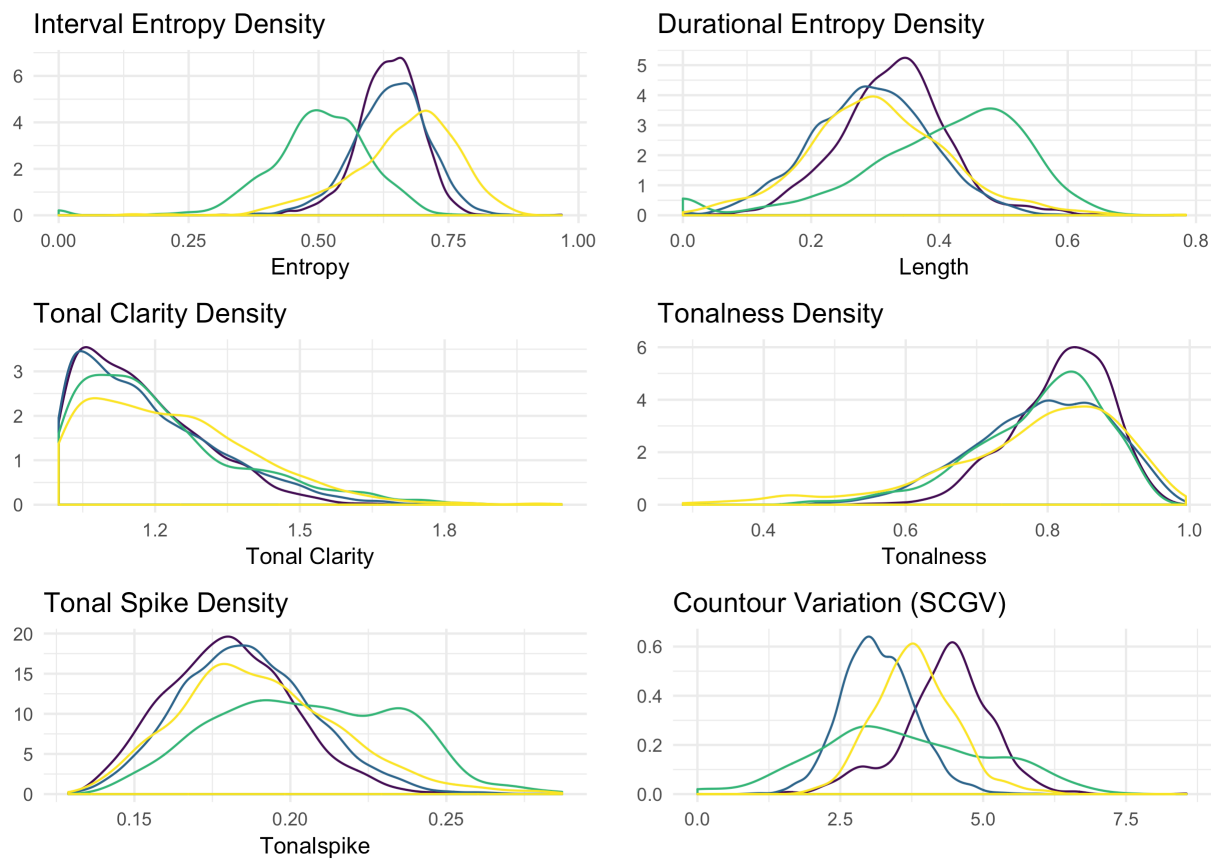 Interval Entropy Density
6
4
2
0
0.00 0.25 0.50 0.75 1.00
Entropy
Durational Entropy Density
5
4
3
2
1
0
0.0 0.2 0.4 0.6 0.8
Length
Tonal Clarity Density
3
2
1
0
1.2 1.5 1.8
Tonal Clarity
Tonalness Density
6
4
2
0
0.4 0.6 0.8 1.0
Tonalness
Tonal Spike Density
20
15
10
5
0
0.15 0.20 0.25
Tonalspike
Countour Variation (SCGV)
0.6
0.4
0.2
0.0
0.0 2.5 5.0 7.5